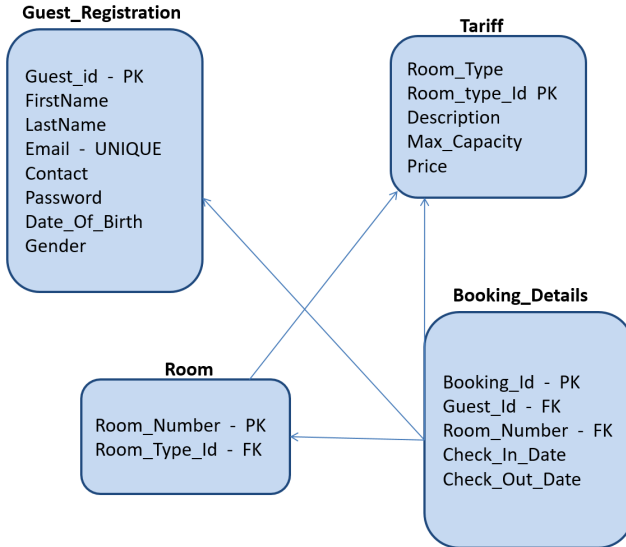 Guest_Registration
Guest_id - PK
FirstName
LastName
Email - UNIQUE
Contact
Password
Date_Of_Birth
Gender
Tariff
Room_Type
Room_type_Id PK
Description
Max_Capacity
Price
Room
Room_Number - PK
Room_Type_Id - FK
Booking_Details
Booking_Id - PK
Guest_Id - FK
Room_Number - FK
Check_In_Date
Check_Out_Date